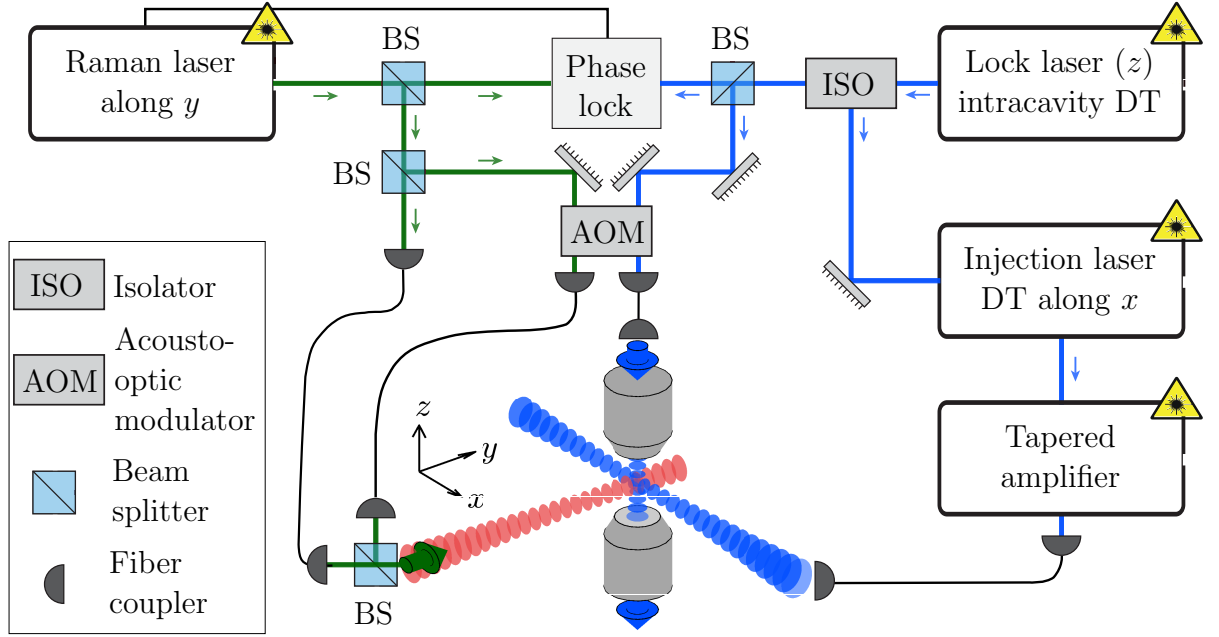 Raman laser
along y
BS
Phase
lock
BS
ISO
Lock laser (z)
intracavity DT
BS
AOM
Injection laser
DT along x
Tapered
amplifier
ISO
Isolator
AOM
Acousto-
optic
modulator
Beam
splitter
Fiber
coupler
z
y
x
BS